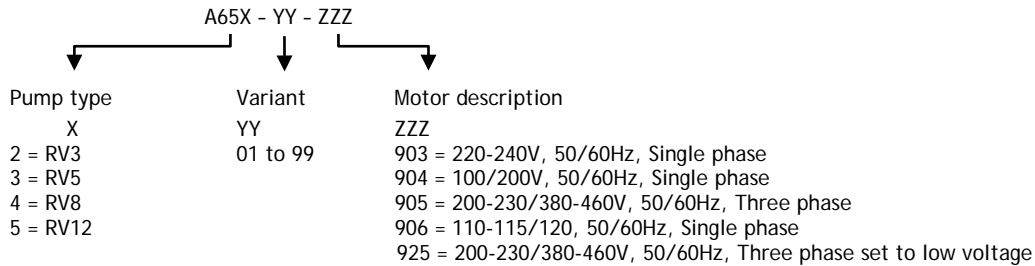 A65X - YY - ZZZ
Pump type Variant Motor description
X YY ZZZ
2 = RV3 01 to 99 903 = 220-240V, 50/60Hz, Single phase
3 = RV5 904 = 100/200V, 50/60Hz, Single phase
4 = RV8 905 = 200-230/380-460V, 50/60Hz, Three phase
5 = RV12 906 = 110-115/120, 50/60Hz, Single phase
925 = 200-230/380-460V, 50/60Hz, Three phase set to low voltage